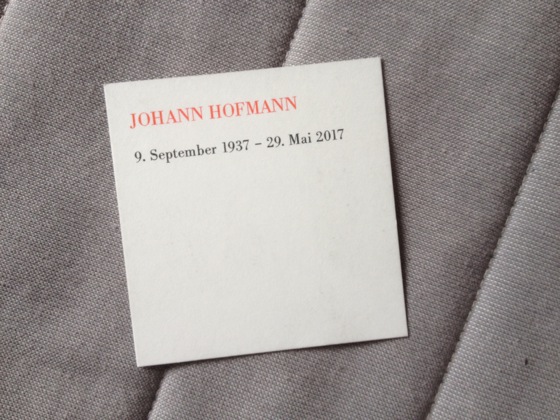 JOHANN HOFMANN
9. September 1937 – 29. Mai 2017